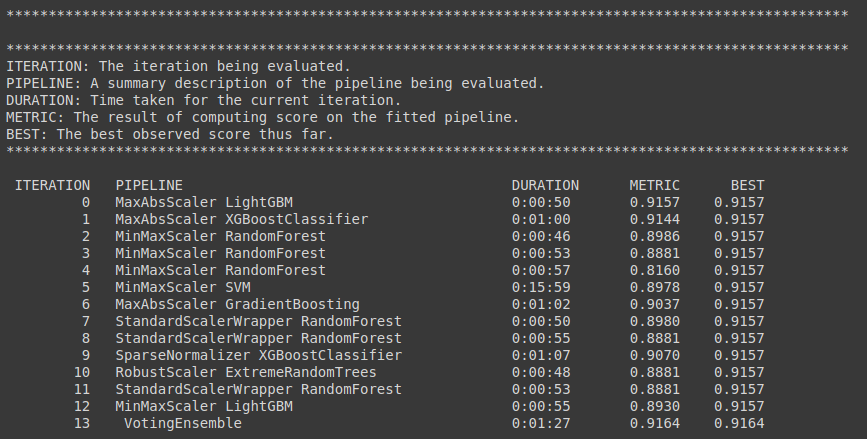 ****************************************************************************************************
****************************************************************************************************
ITERATION: The iteration being evaluated.
PIPELINE: A summary description of the pipeline being evaluated.
DURATION: Time taken for the current iteration.
METRIC: The result of computing score on the fitted pipeline.
BEST: The best observed score thus far.
****************************************************************************************************
ITERATION PIPELINE DURATION METRIC BEST
0 MaxAbsScaler LightGBM 0:00:50 0.9157 0.9157
1 MaxAbsScaler XGBoostClassifier 0:01:00 0.9144 0.9157
2 MinMaxScaler RandomForest 0:00:46 0.8986 0.9157
3 MinMaxScaler RandomForest 0:00:53 0.8881 0.9157
4 MinMaxScaler RandomForest 0:00:57 0.8160 0.9157
5 MinMaxScaler SVM 0:15:59 0.8978 0.9157
6 MaxAbsScaler GradientBoosting 0:01:02 0.9037 0.9157
7 StandardScalerWrapper RandomForest 0:00:50 0.8980 0.9157
8 StandardScalerWrapper RandomForest 0:00:55 0.8881 0.9157
9 SparseNormalizer XGBoostClassifier 0:01:07 0.9070 0.9157
10 RobustScaler ExtremeRandomTrees 0:00:48 0.8881 0.9157
11 StandardScalerWrapper RandomForest 0:00:53 0.8881 0.9157
12 MinMaxScaler LightGBM 0:00:55 0.8930 0.9157
13 VotingEnsemble 0:01:27 0.9164 0.9164